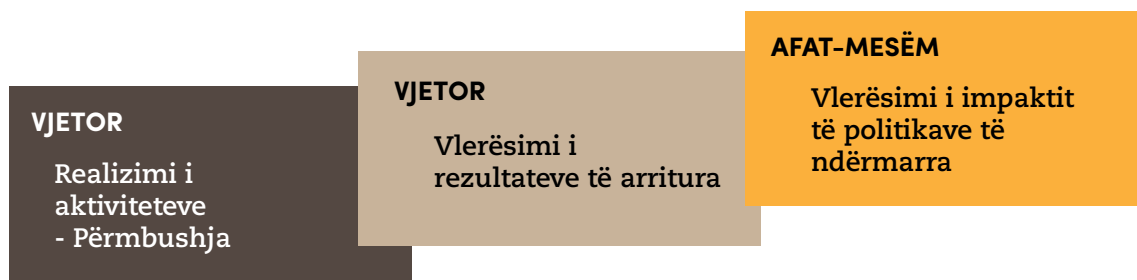 VJETOR
Realizimi i
aktiviteteve
- Përmbushja
VJETOR
Vlerësimi i
rezultateve të arritura
AFAT-MESËM
Vlerësimi i impaktit
të politikave të
ndërmarra